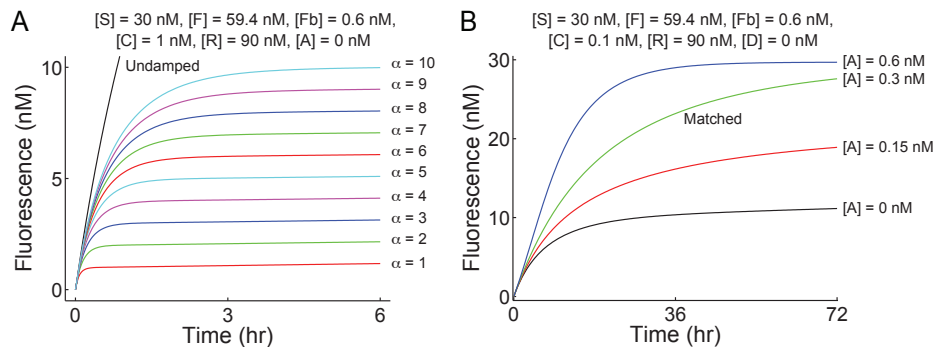 A
[S] = 30 nM, [F] = 59.4 nM, [Fb] = 0.6 nM,
[C] = 1 nM, [R] = 90 nM, [A] = 0 nM
Undamped
α = 10
α = 9
α = 8
α = 7
α = 6
α = 5
α = 4
α = 3
α = 2
α = 1
Fluorescence (nM)
10
5
0
0
3
6
Time (hr)
B
[S] = 30 nM, [F] = 59.4 nM, [Fb] = 0.6 nM,
[C] = 0.1 nM, [R] = 90 nM, [D] = 0 nM
[A] = 0.6 nM
[A] = 0.3 nM
Matched
[A] = 0.15 nM
[A] = 0 nM
Fluorescence (nM)
30
20
10
0
0
36
72
Time (hr)